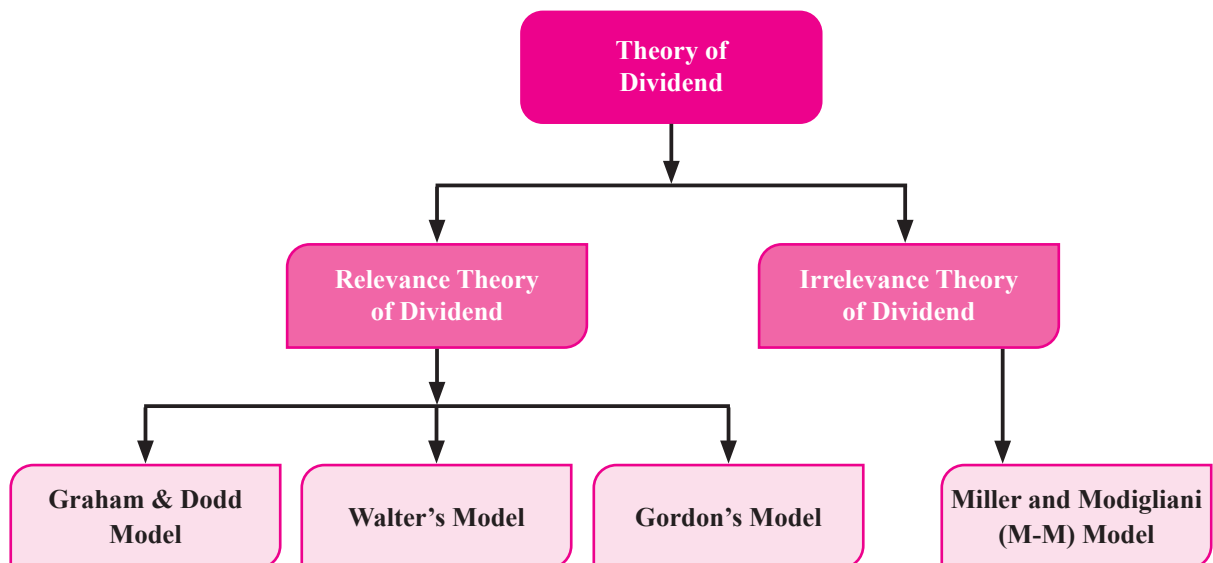 Theory of
Dividend
Relevance Theory
of Dividend
Irrelevance Theory
of Dividend
Graham & Dodd
Model
Walter’s Model
Gordon’s Model
Miller and Modigliani
(M-M) Model